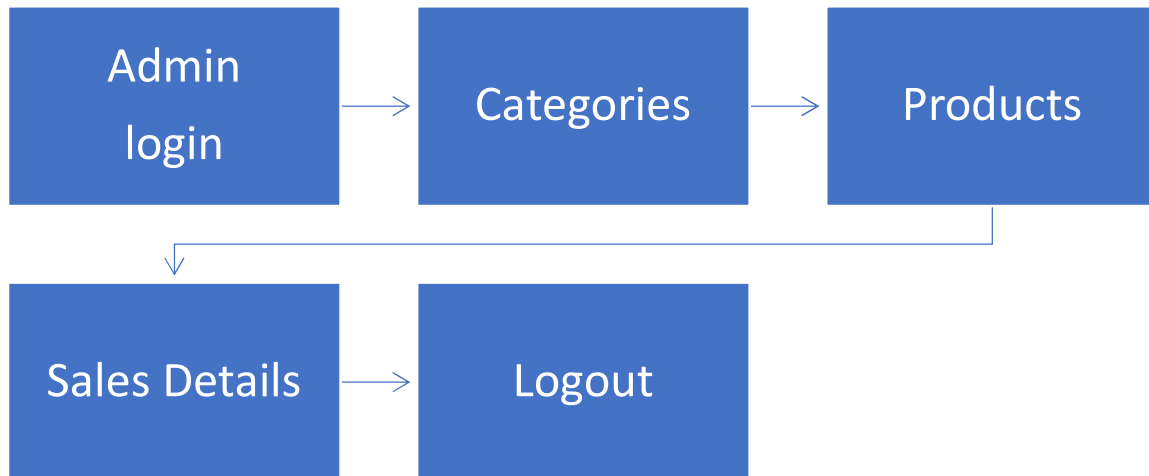 Admin
login
Categories
Products
Sales Details
Logout